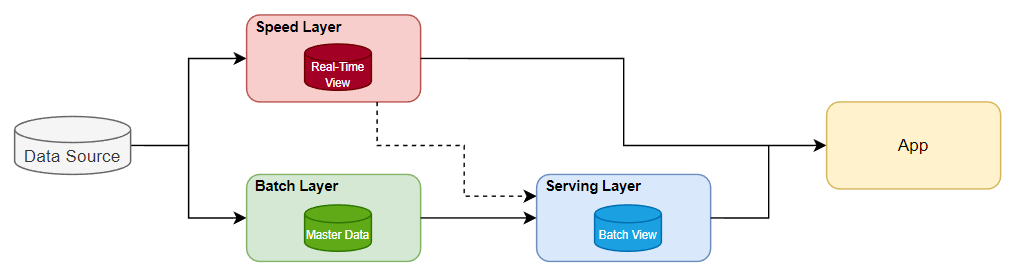 Speed Layer
Real-Time
View
Data Source
App
Batch Layer
Master Data
Serving Layer
Batch View